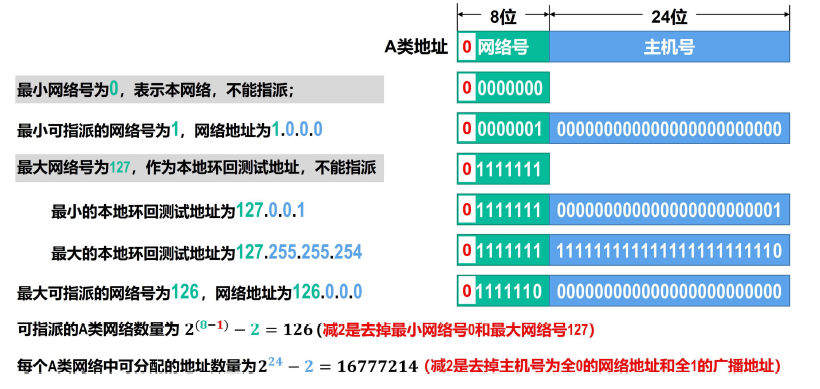 8位 24位
A类地址 0 网络号 主机号
最小网络号为0，表示本网络，不能指派； 0 0000000
最小可指派的网络号为1，网络地址为1.0.0.0 0 0000001 000000000000000000000000
最大网络号为127，作为本地环回测试地址，不能指派 0 1111111
最小的本地环回测试地址为127.0.0.1 0 1111111 000000000000000000000001
最大的本地环回测试地址为127.255.255.254 0 1111111 111111111111111111111110
最大可指派的网络号为126，网络地址为126.0.0.0 0 1111110 000000000000000000000000
可指派的A类网络数量为 2⁽⁸⁻¹⁾ − 2 = 126 (减2是去掉最小网络号0和最大网络号127)
每个A类网络中可分配的地址数量为2²⁴ − 2 = 16777214 (减2是去掉主机号为全0的网络地址和全1的广播地址)